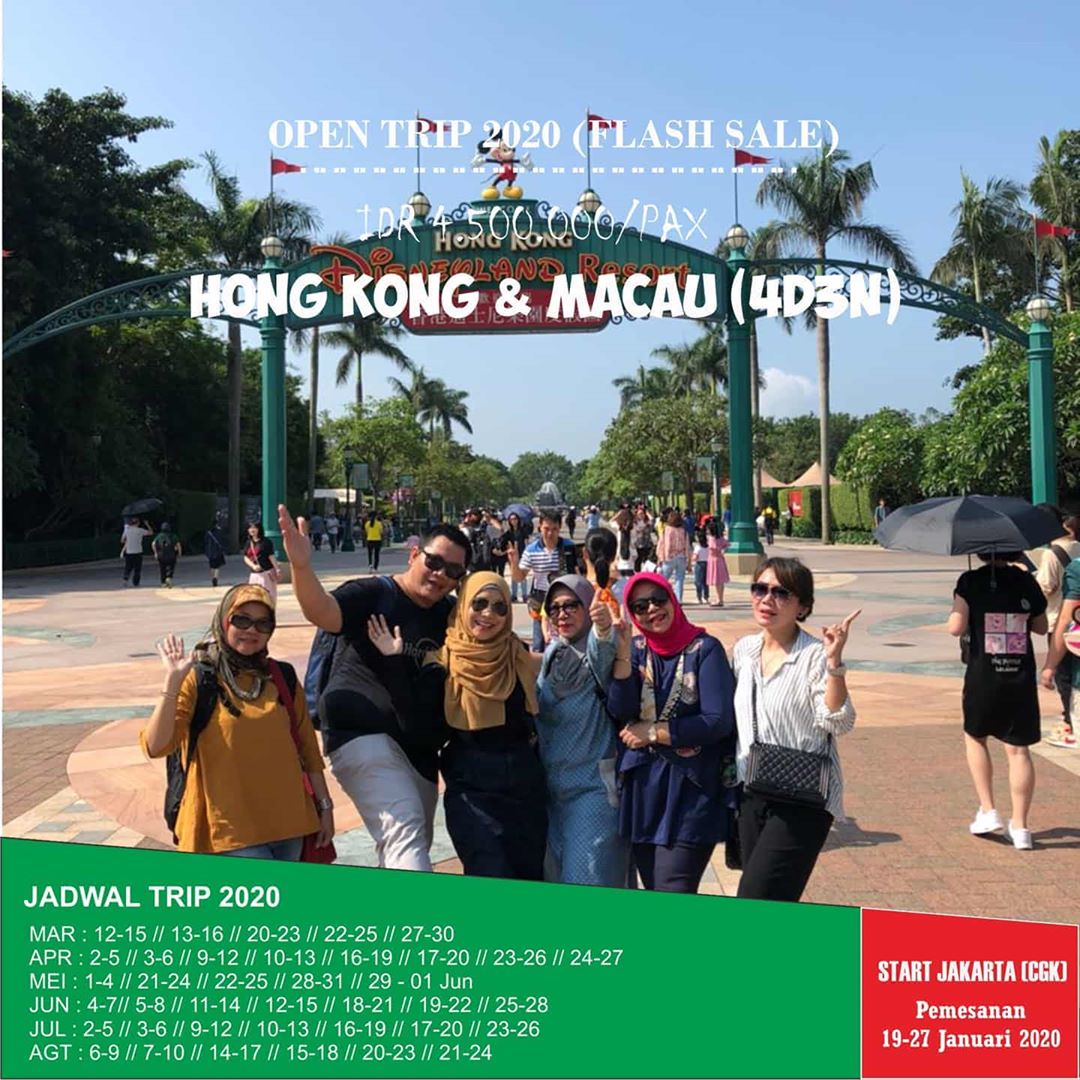 OPEN TRIP 2020 (FLASH SALE)
IDR 4.500.000/PAX
HONG KONG
DISNEYLAND Resort
HONG KONG & MACAU (4D3N)
JADWAL TRIP 2020
MAR : 12-15 // 13-16 // 20-23 // 22-25 // 27-30
APR : 2-5 // 3-6 // 9-12 // 10-13 // 16-19 // 17-20 // 23-26 // 24-27
MEI : 1-4 // 21-24 // 22-25 // 28-31 // 29 - 01 Jun
JUN : 4-7// 5-8 // 11-14 // 12-15 // 18-21 // 19-22 // 25-28
JUL : 2-5 // 3-6 // 9-12 // 10-13 // 16-19 // 17-20 // 23-26
AGT : 6-9 // 7-10 // 14-17 // 15-18 // 20-23 // 21-24
START JAKARTA (CGK)
Pemesanan
19-27 Januari 2020